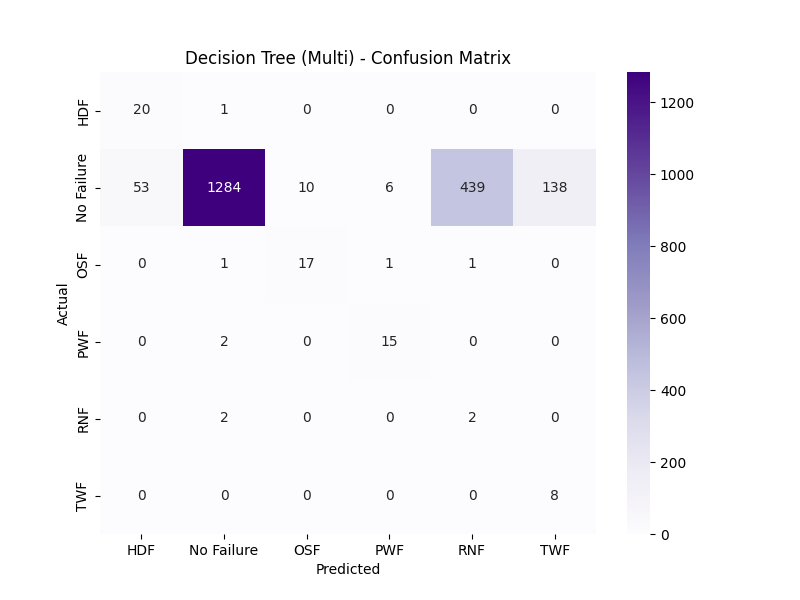 Decision Tree (Multi) - Confusion Matrix
HDF 20 1 0 0 0 0
No Failure 53 1284 10 6 439 138
OSF 0 1 17 1 1 0
PWF 0 2 0 15 0 0
RNF 0 2 0 0 2 0
TWF 0 0 0 0 0 8
HDF No Failure OSF PWF RNF TWF
Predicted
Actual
1200
1000
800
600
400
200
0